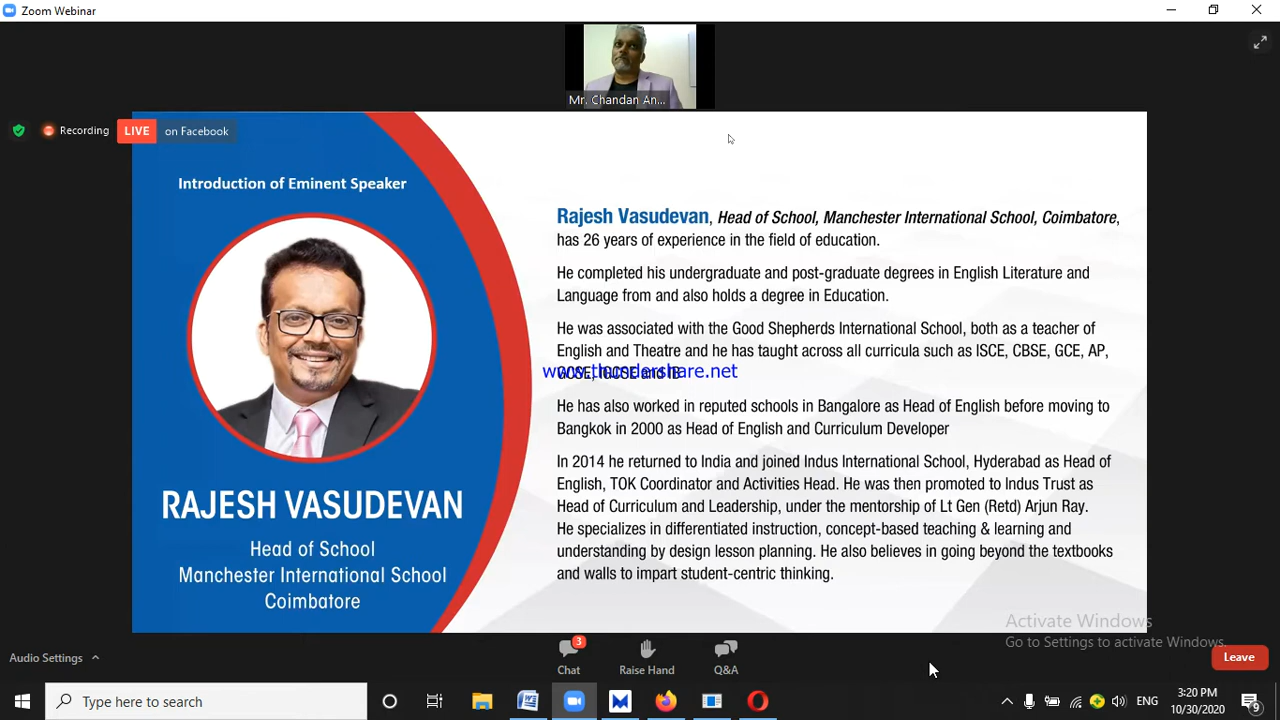 Zoom Webinar
Mr. Chandan An...
Recording
LIVE on Facebook
Introduction of Eminent Speaker
RAJESH VASUDEVAN
Head of School
Manchester International School
Coimbatore
Rajesh Vasudevan, Head of School, Manchester International School, Coimbatore,
has 26 years of experience in the field of education.
He completed his undergraduate and post-graduate degrees in English Literature and
Language from and also holds a degree in Education.
He was associated with the Good Shepherds International School, both as a teacher of
English and Theatre and he has taught across all curricula such as ISCE, CBSE, GCE, AP,
GCSE, IGCSE and IB
www.thundershare.net
He has also worked in reputed schools in Bangalore as Head of English before moving to
Bangkok in 2000 as Head of English and Curriculum Developer
In 2014 he returned to India and joined Indus International School, Hyderabad as Head of
English, TOK Coordinator and Activities Head. He was then promoted to Indus Trust as
Head of Curriculum and Leadership, under the mentorship of Lt Gen (Retd) Arjun Ray.
He specializes in differentiated instruction, concept-based teaching & learning and
understanding by design lesson planning. He also believes in going beyond the textbooks
and walls to impart student-centric thinking.
Activate Windows
Go to Settings to activate Windows.
Audio Settings
3
Chat
Raise Hand
Q&A
Leave
Type here to search
ENG
3:20 PM
10/30/2020
9